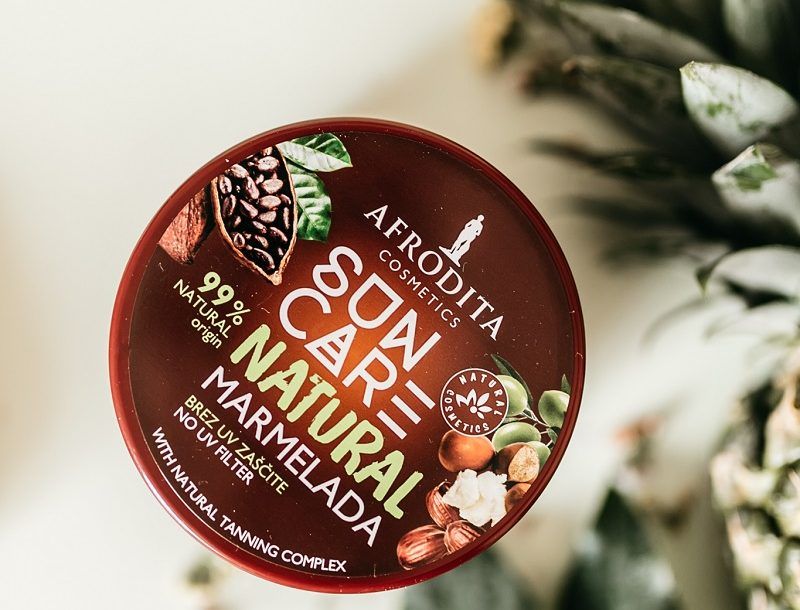 AFRODITA
COSMETICS
SUN
CARE
99%
NATURAL
origin
NATURAL
MARMELADA
BREZ UV ZAŠČITE
NO UV FILTER
WITH NATURAL TANNING COMPLEX
NATURAL
COSMETICS